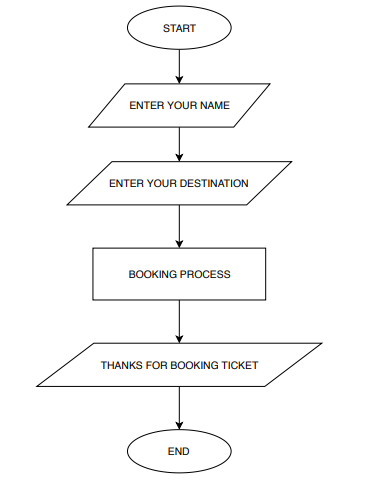 START
ENTER YOUR NAME
ENTER YOUR DESTINATION
BOOKING PROCESS
THANKS FOR BOOKING TICKET
END